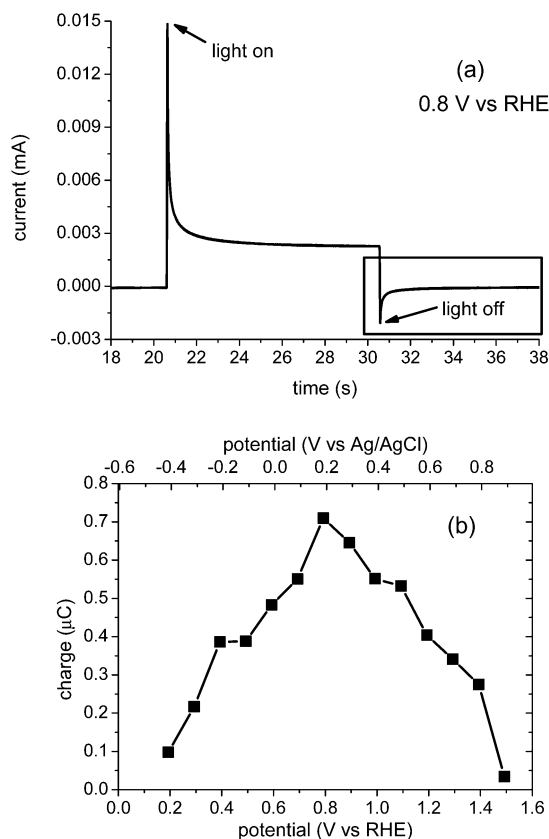 0.015
(a)
light on
0.8 V vs RHE
0.012
0.009
current (mA)
0.006
0.003
0.000
light off
-0.003
18 20 22 24 26 28 30 32 34 36 38
time (s)
potential (V vs Ag/AgCl)
-0.6 -0.4 -0.2 0.0 0.2 0.4 0.6 0.8
0.8
(b)
0.7
0.6
0.5
charge (μC)
0.4
0.3
0.2
0.1
0.0
0.0 0.2 0.4 0.6 0.8 1.0 1.2 1.4 1.6
potential (V vs RHE)